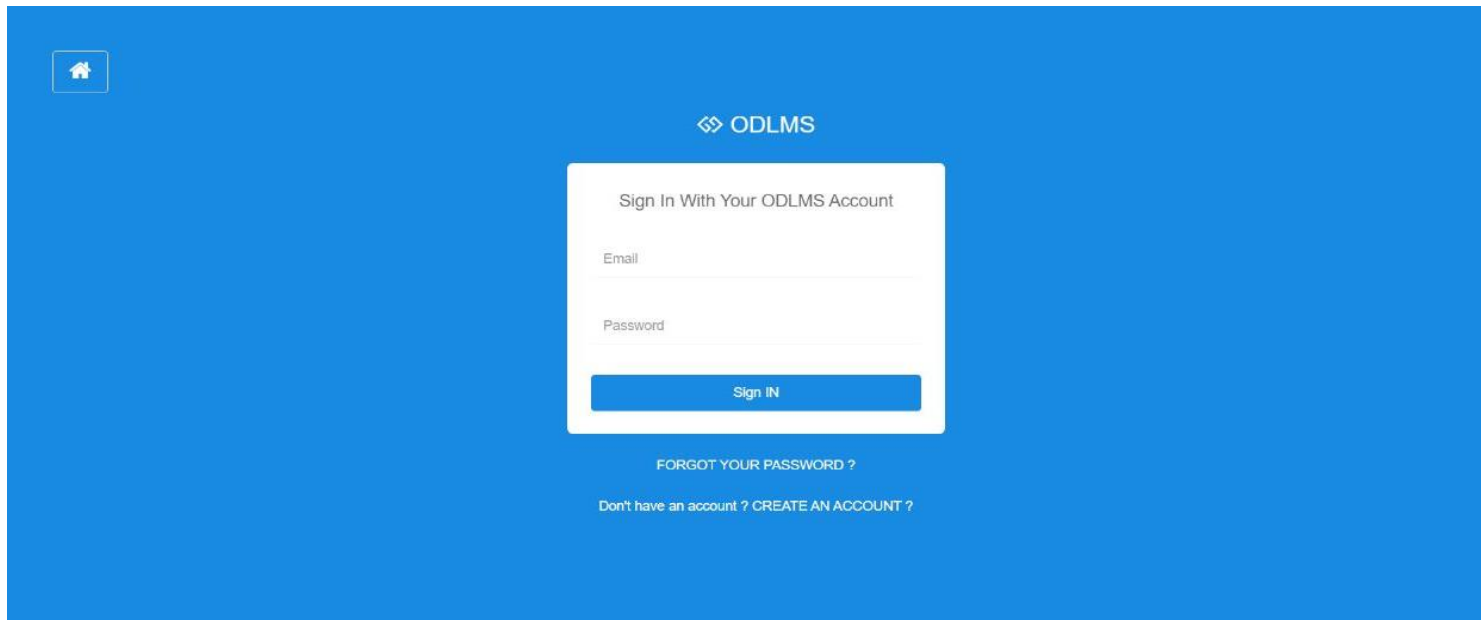 ODLMS
Sign In With Your ODLMS Account
Email
Password
Sign IN
FORGOT YOUR PASSWORD ?
Don't have an account ? CREATE AN ACCOUNT ?